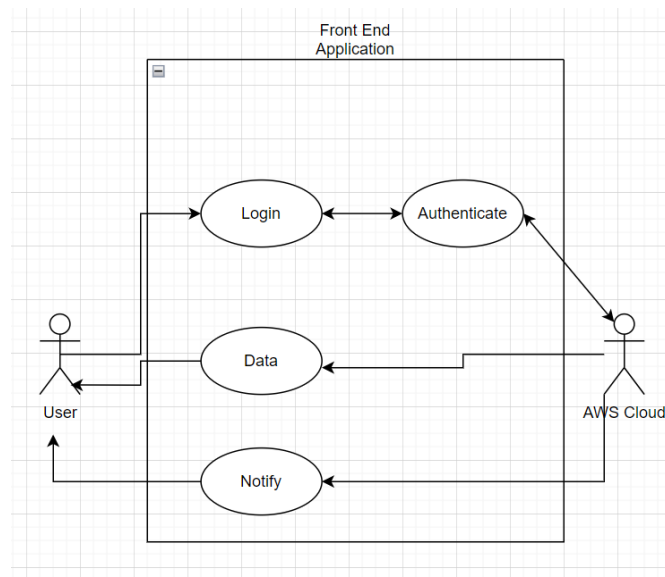 Front End
Application
Login
Authenticate
Data
User
AWS Cloud
Notify